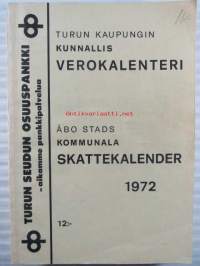 TURUN KAUPUNGIN
KUNNALLIS
VEROKALENTERI
ÅBO STADS
KOMMUNALA
SKATTEKALENDER
1972
12:-
TURUN SEUDUN OSUUSPANKKI
- aikamme pankkipalvelua